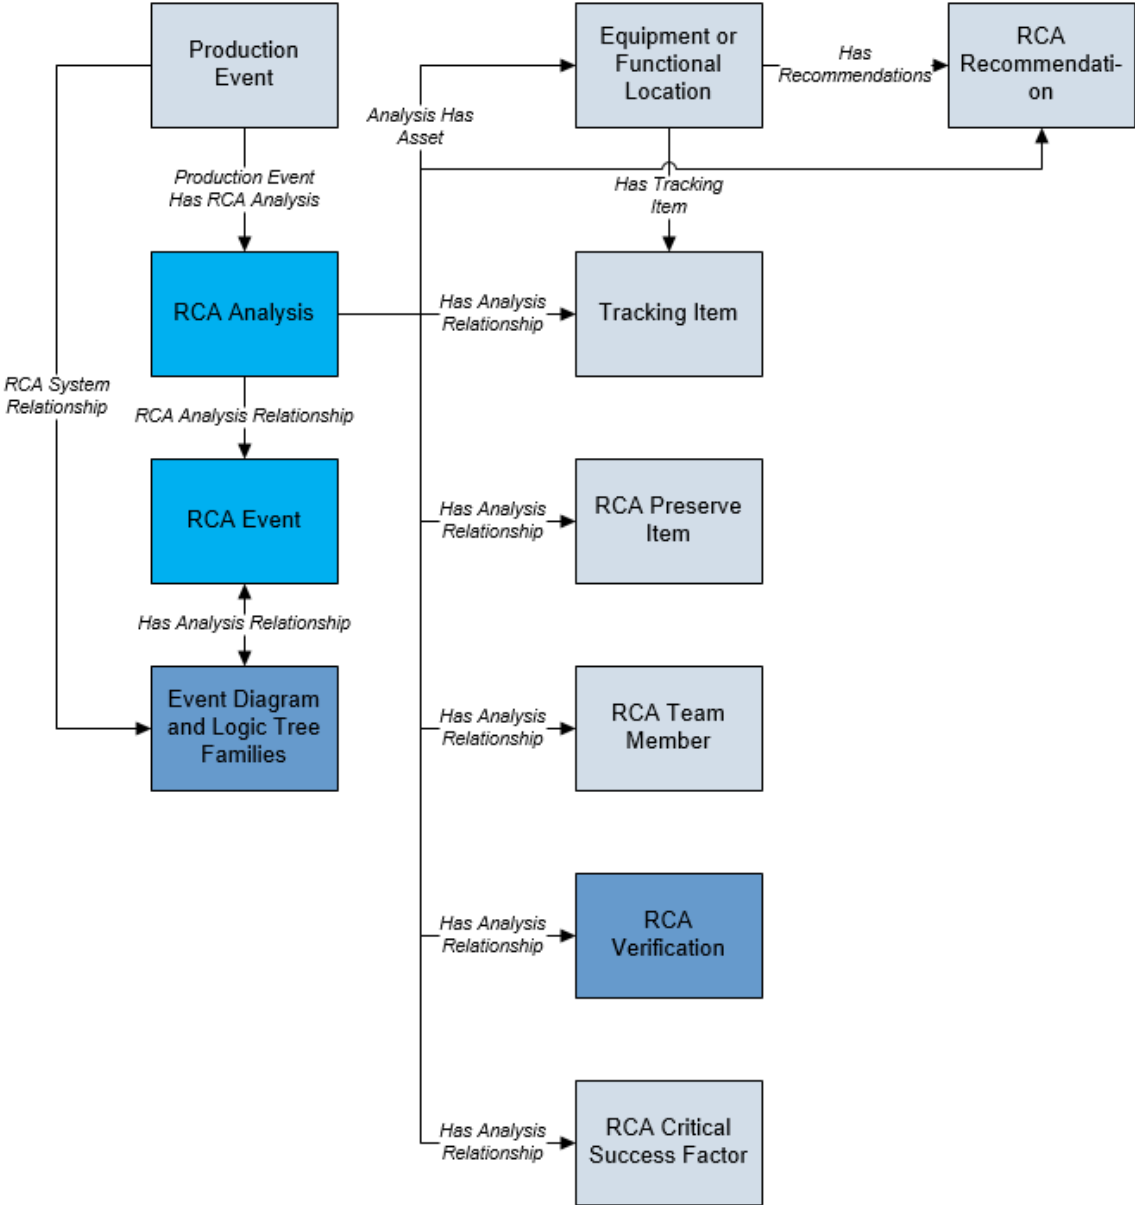 Production
Event
Equipment or
Functional
Location
Has
Recommendations
RCA
Recommendati-
on
Analysis Has
Asset
Production Event
Has RCA Analysis
Has Tracking
Item
RCA Analysis
Has Analysis
Relationship
Tracking Item
RCA System
Relationship
RCA Analysis Relationship
RCA Event
Has Analysis
Relationship
RCA Preserve
Item
Has Analysis Relationship
Event Diagram
and Logic Tree
Families
Has Analysis
Relationship
RCA Team
Member
Has Analysis
Relationship
RCA
Verification
Has Analysis
Relationship
RCA Critical
Success Factor